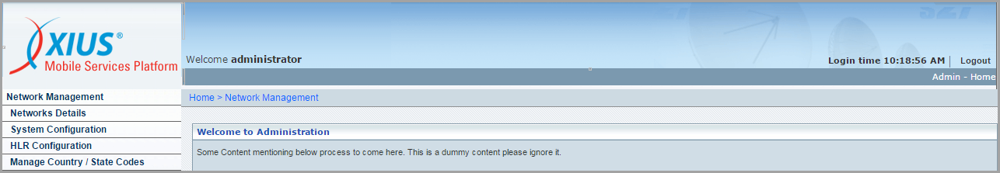 XIUS®
Mobile Services Platform
Welcome administrator
Login time 10:18:56 AM | Logout
Admin - Home
Network Management
Networks Details
System Configuration
HLR Configuration
Manage Country / State Codes
Home > Network Management
Welcome to Administration
Some Content mentioning below process to come here. This is a dummy content please ignore it.